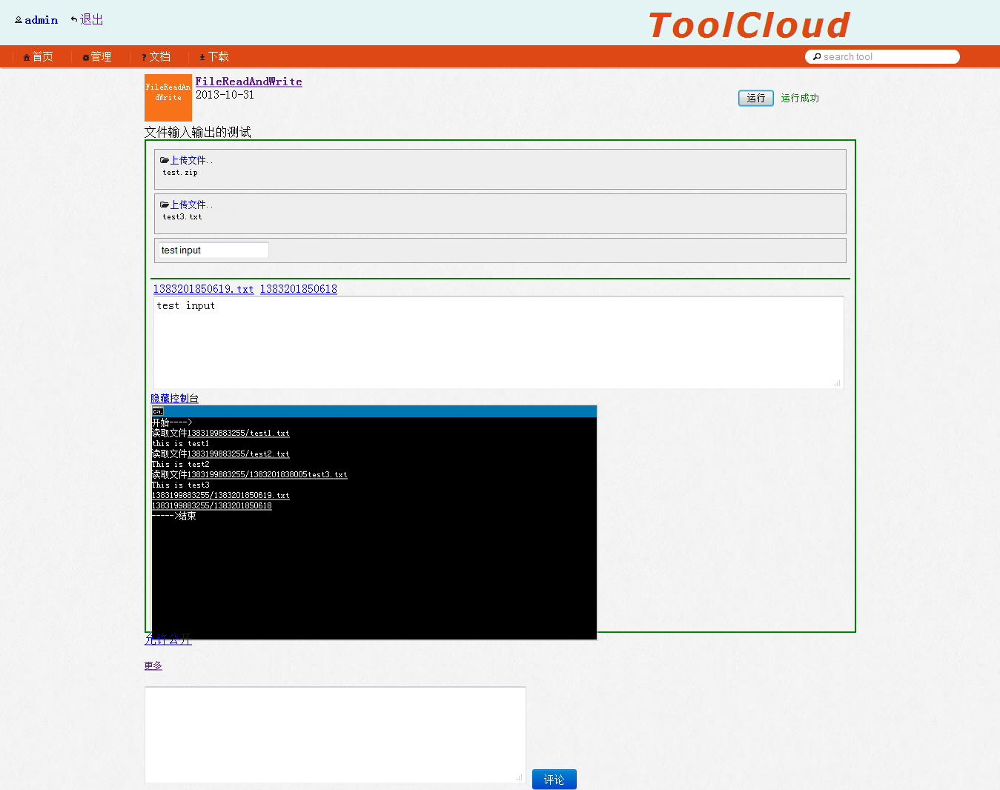 admin 退出
ToolCloud
首页 管理 文档 下载
search tool
FileReadAn
dWrite
FileReadAndWrite
2013-10-31
运行 运行成功
文件输入输出的测试
上传文件..
test.zip
上传文件..
test3.txt
test input
1383201850619.txt 1383201850618
test input
隐藏控制台
C:\.
开始---->
读取文件1383199883255/test1.txt
this is test1
读取文件1383199883255/test2.txt
This is test2
读取文件1383199883255/1383201838005test3.txt
This is test3
1383199883255/1383201850619.txt
1383199883255/1383201850618
----->结束
允许公开
更多
评论